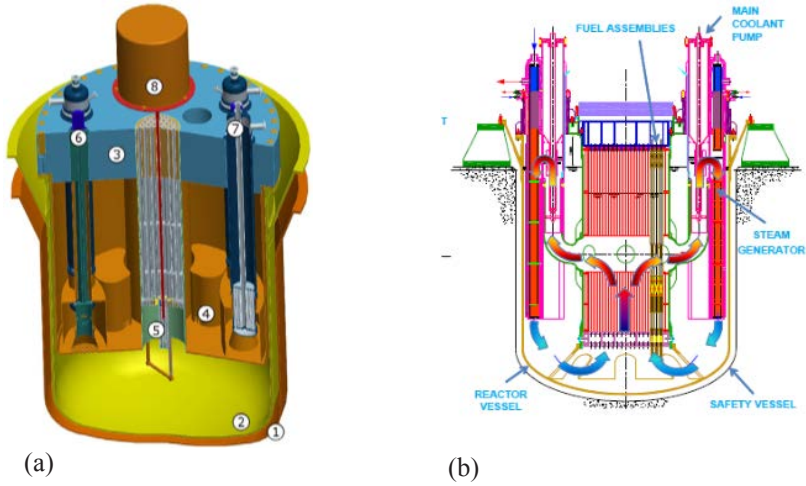 8
6
7
3
4
5
2
1
(a)
(b)
FUEL ASSEMBLIES
MAIN
COOLANT
PUMP
T
STEAM
GENERATOR
REACTOR
VESSEL
SAFETY VESSEL